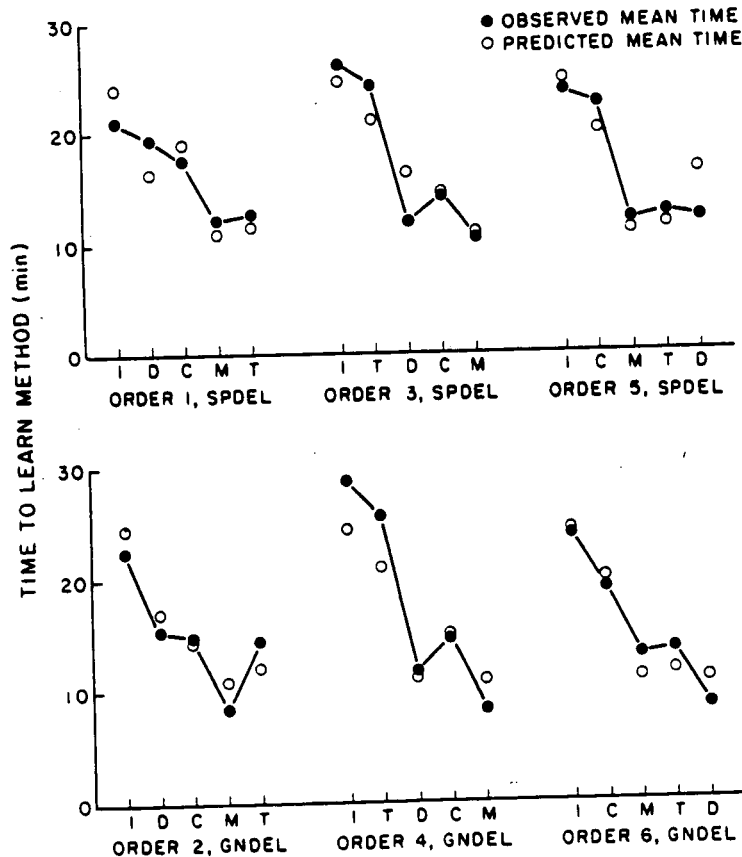 ● OBSERVED MEAN TIME
○ PREDICTED MEAN TIME
TIME TO LEARN METHOD (min)
30
20
10
0
I D C M T
ORDER 1, SPDEL
I T D C M
ORDER 3, SPDEL
I C M T D
ORDER 5, SPDEL
30
20
10
0
I D C M T
ORDER 2, GNDEL
I T D C M
ORDER 4, GNDEL
I C M T D
ORDER 6, GNDEL